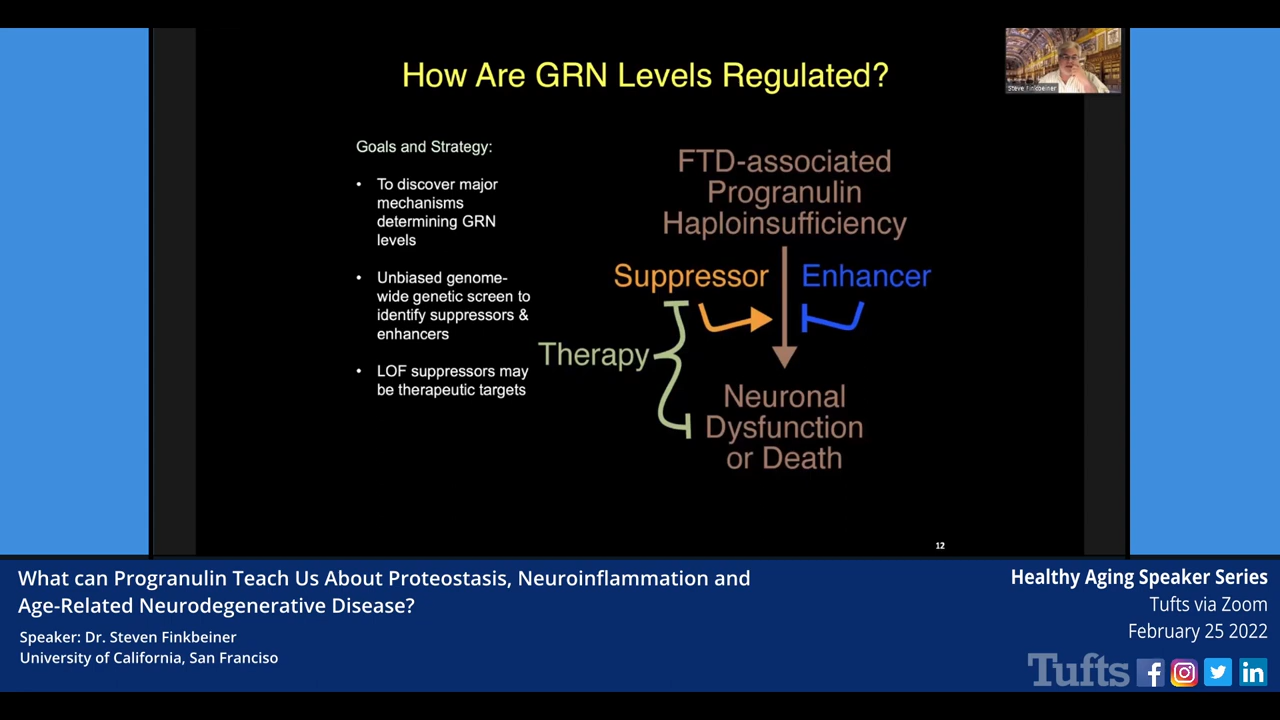 How Are GRN Levels Regulated?
Steve Finkbeiner
Goals and Strategy:
• To discover major
mechanisms
determining GRN
levels
• Unbiased genome-
wide genetic screen to
identify suppressors &
enhancers
• LOF suppressors may
be therapeutic targets
FTD-associated
Progranulin
Haploinsufficiency
Suppressor
Enhancer
Therapy
Neuronal
Dysfunction
or Death
12
What can Progranulin Teach Us About Proteostasis, Neuroinflammation and
Age-Related Neurodegenerative Disease?
Speaker: Dr. Steven Finkbeiner
University of California, San Franciso
Healthy Aging Speaker Series
Tufts via Zoom
February 25 2022
Tufts